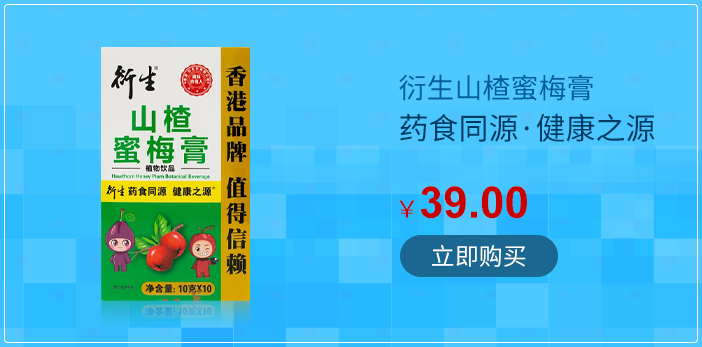 衍生®
山楂
蜜梅膏
植物饮品
Hawthorn Honey Plum Botanical Beverage
衍生 药食同源 健康之源®
净含量: 10克X10
香港品牌 值得信赖
衍生山楂蜜梅膏
药食同源·健康之源
¥ 39.00
立即购买